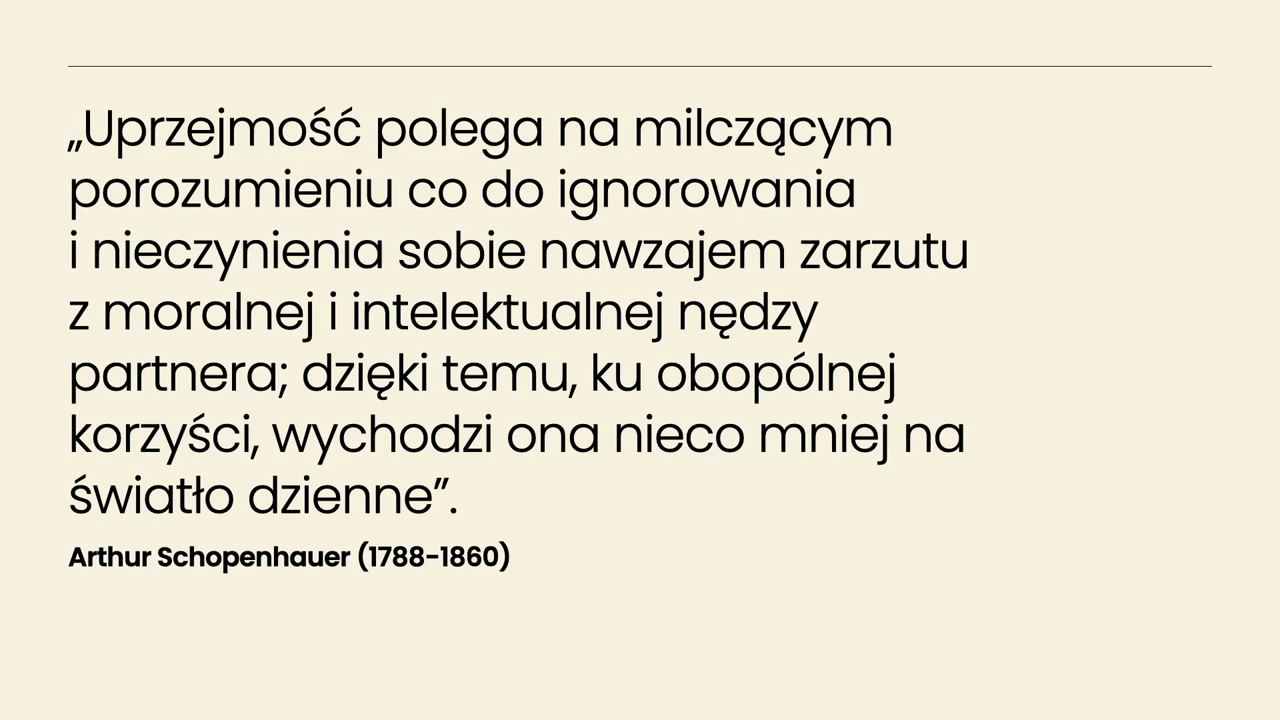 „Uprzejmość polega na milczącym
porozumieniu co do ignorowania
i nieczynienia sobie nawzajem zarzutu
z moralnej i intelektualnej nędzy
partnera; dzięki temu, ku obopólnej
korzyści, wychodzi ona nieco mniej na
światło dzienne”.
Arthur Schopenhauer (1788-1860)